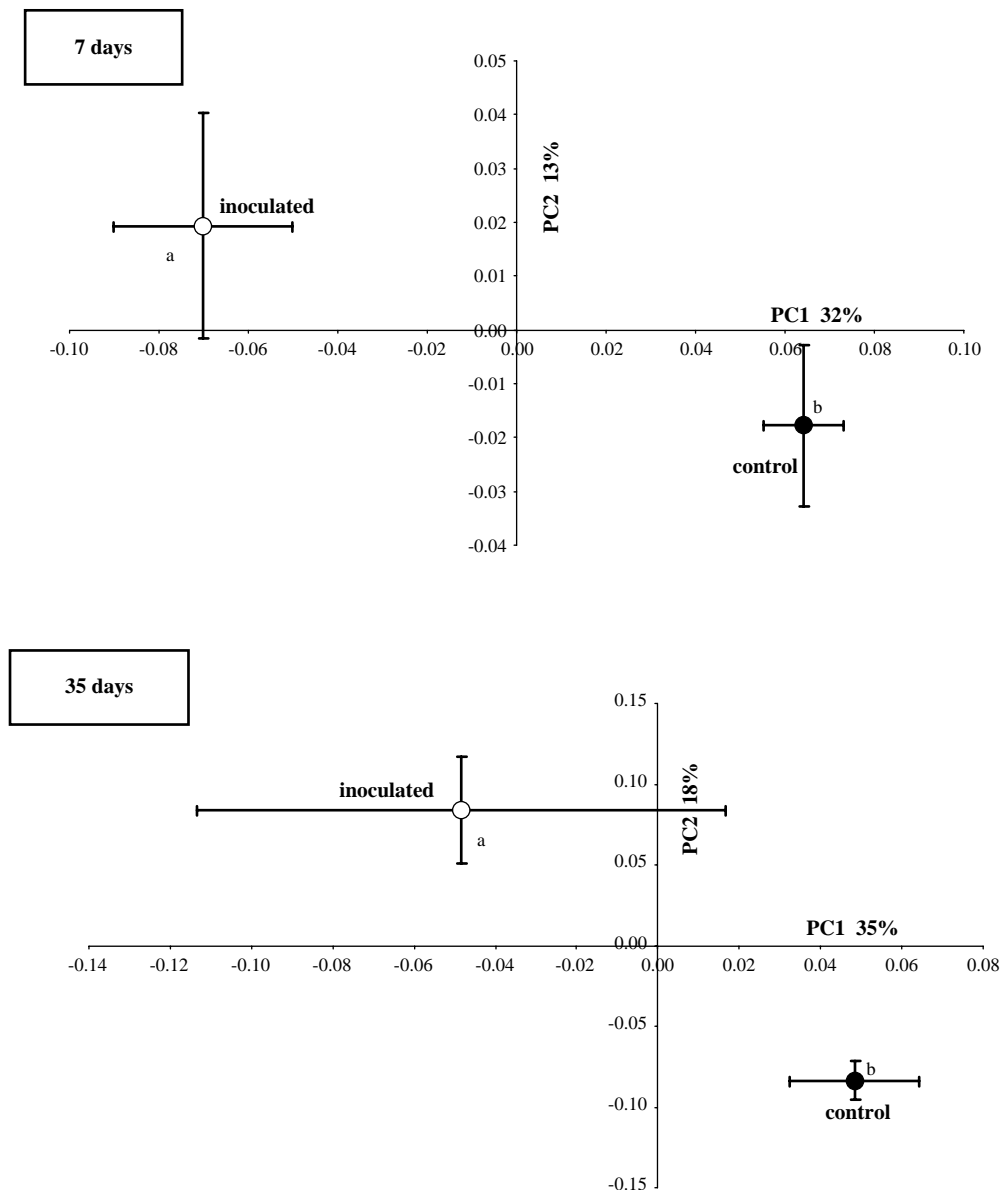 7 days
0.05
0.04
0.03
0.02
0.01
0.00
-0.01
-0.02
-0.03
-0.04
PC2 13%
inoculated
a
PC1 32%
-0.10 -0.08 -0.06 -0.04 -0.02 0.00 0.02 0.04 0.06 0.08 0.10
b
control
35 days
0.15
0.10
0.05
0.00
-0.05
-0.10
-0.15
PC2 18%
inoculated
a
PC1 35%
-0.14 -0.12 -0.10 -0.08 -0.06 -0.04 -0.02 0.00 0.02 0.04 0.06 0.08
b
control